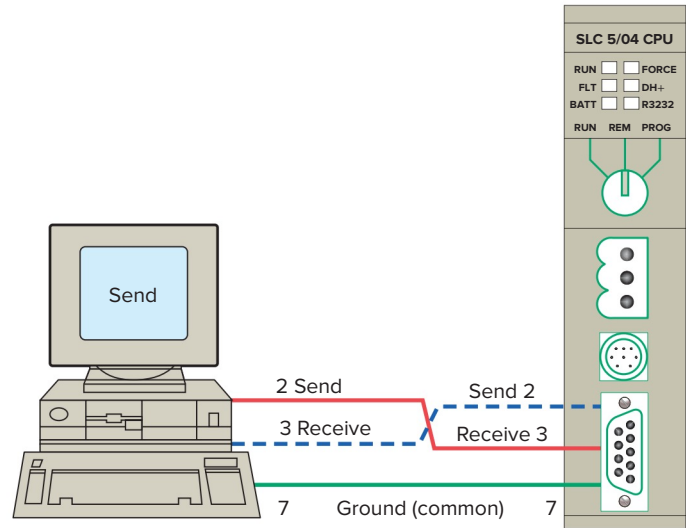 SLC 5/04 CPU
RUN FORCE
FLT DH+
BATT R3232
RUN REM PROG
Send
2 Send
Send 2
3 Receive
Receive 3
7 Ground (common) 7